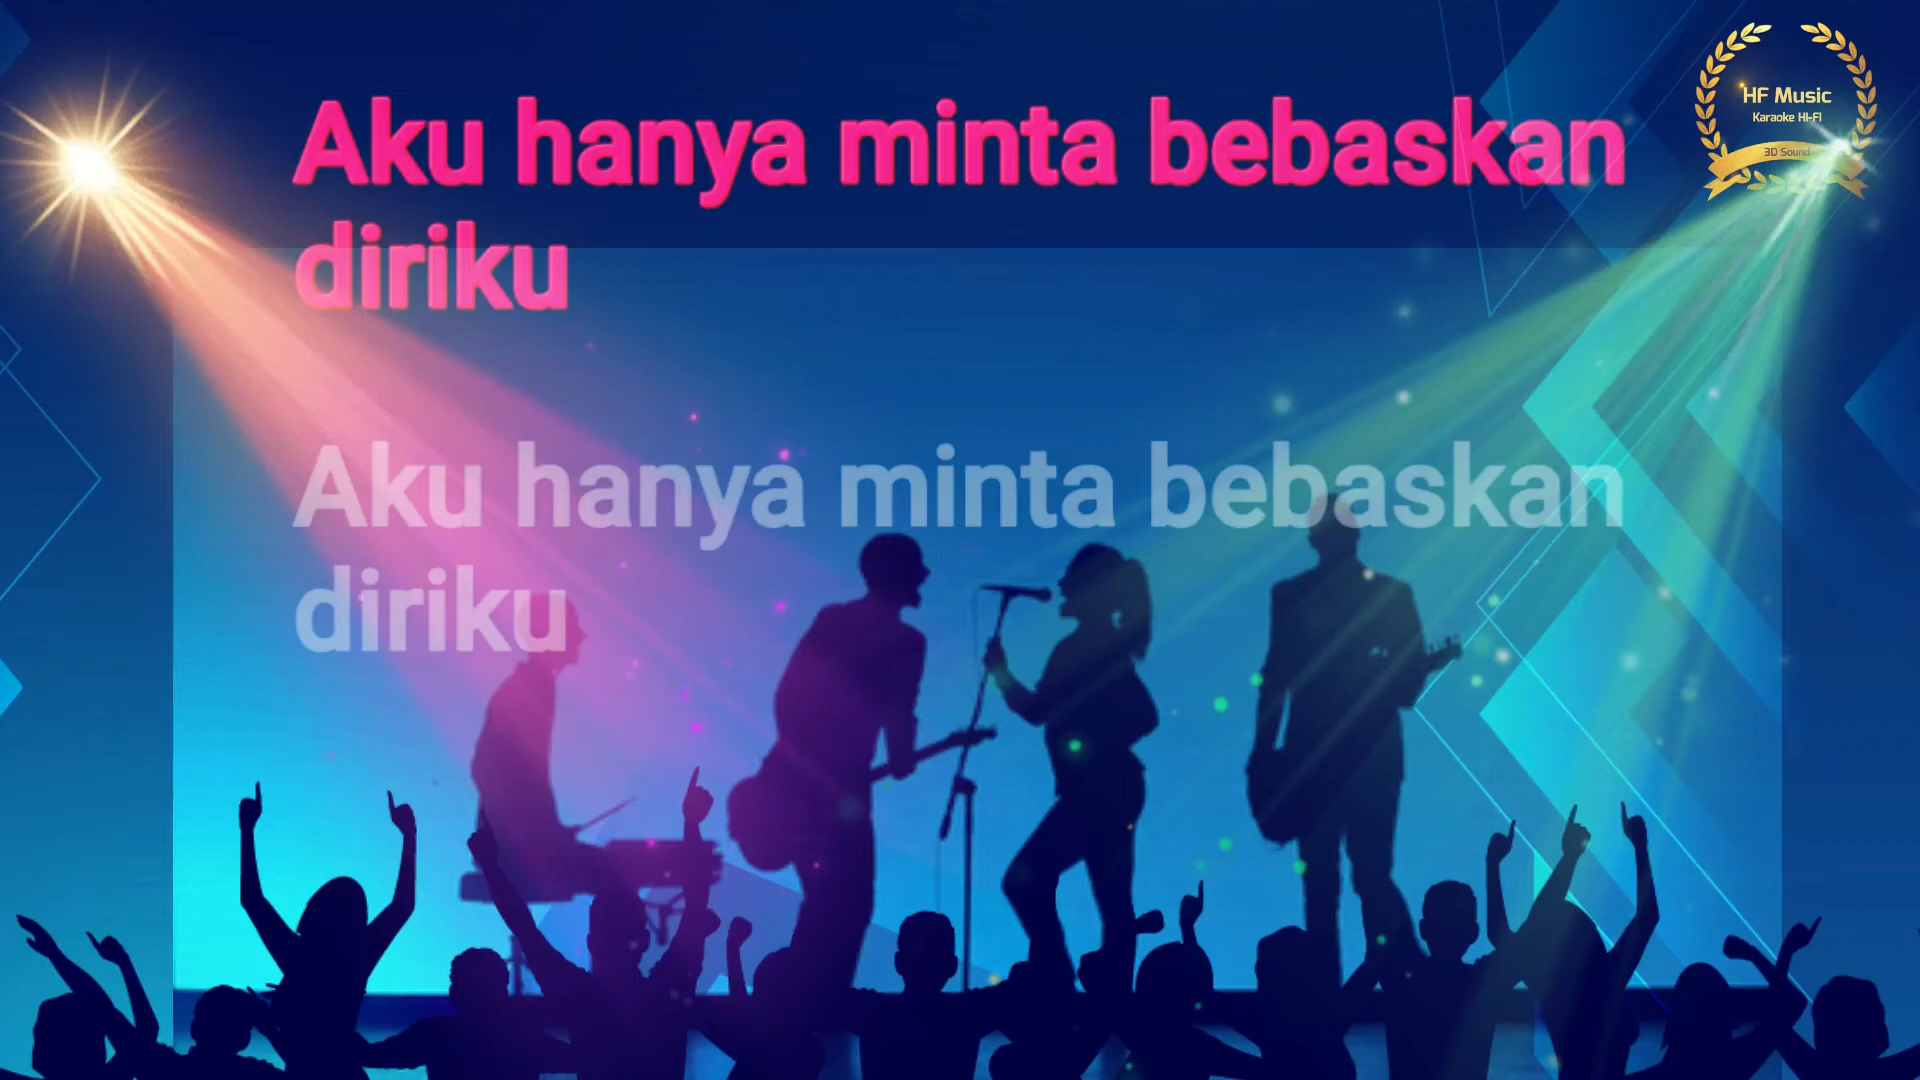 Aku hanya minta bebaskan
diriku
Aku hanya minta bebaskan
diriku
HF Music
Karaoke HI-FI
3D Sound